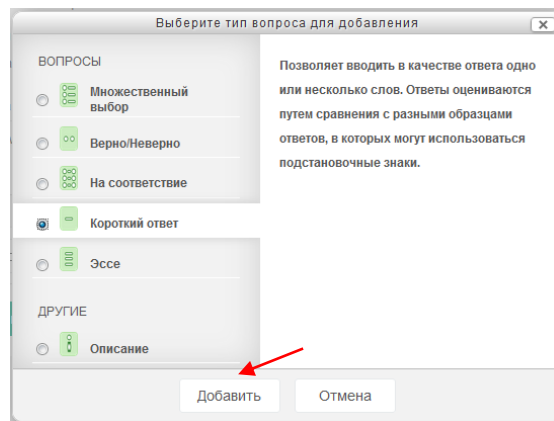 Выберите тип вопроса для добавления
ВОПРОСЫ
Множественный
выбор
Верно/Неверно
На соответствие
Короткий ответ
Эссе
ДРУГИЕ
Описание
Позволяет вводить в качестве ответа одно
или несколько слов. Ответы оцениваются
путем сравнения с разными образцами
ответов, в которых могут использоваться
подстановочные знаки.
Добавить
Отмена